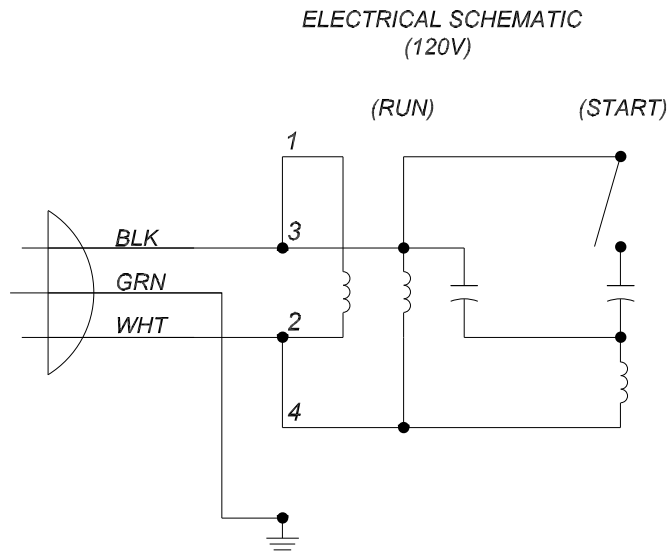 ELECTRICAL SCHEMATIC
(120V)
(RUN)
(START)
1
3
BLK
GRN
2
WHT
4